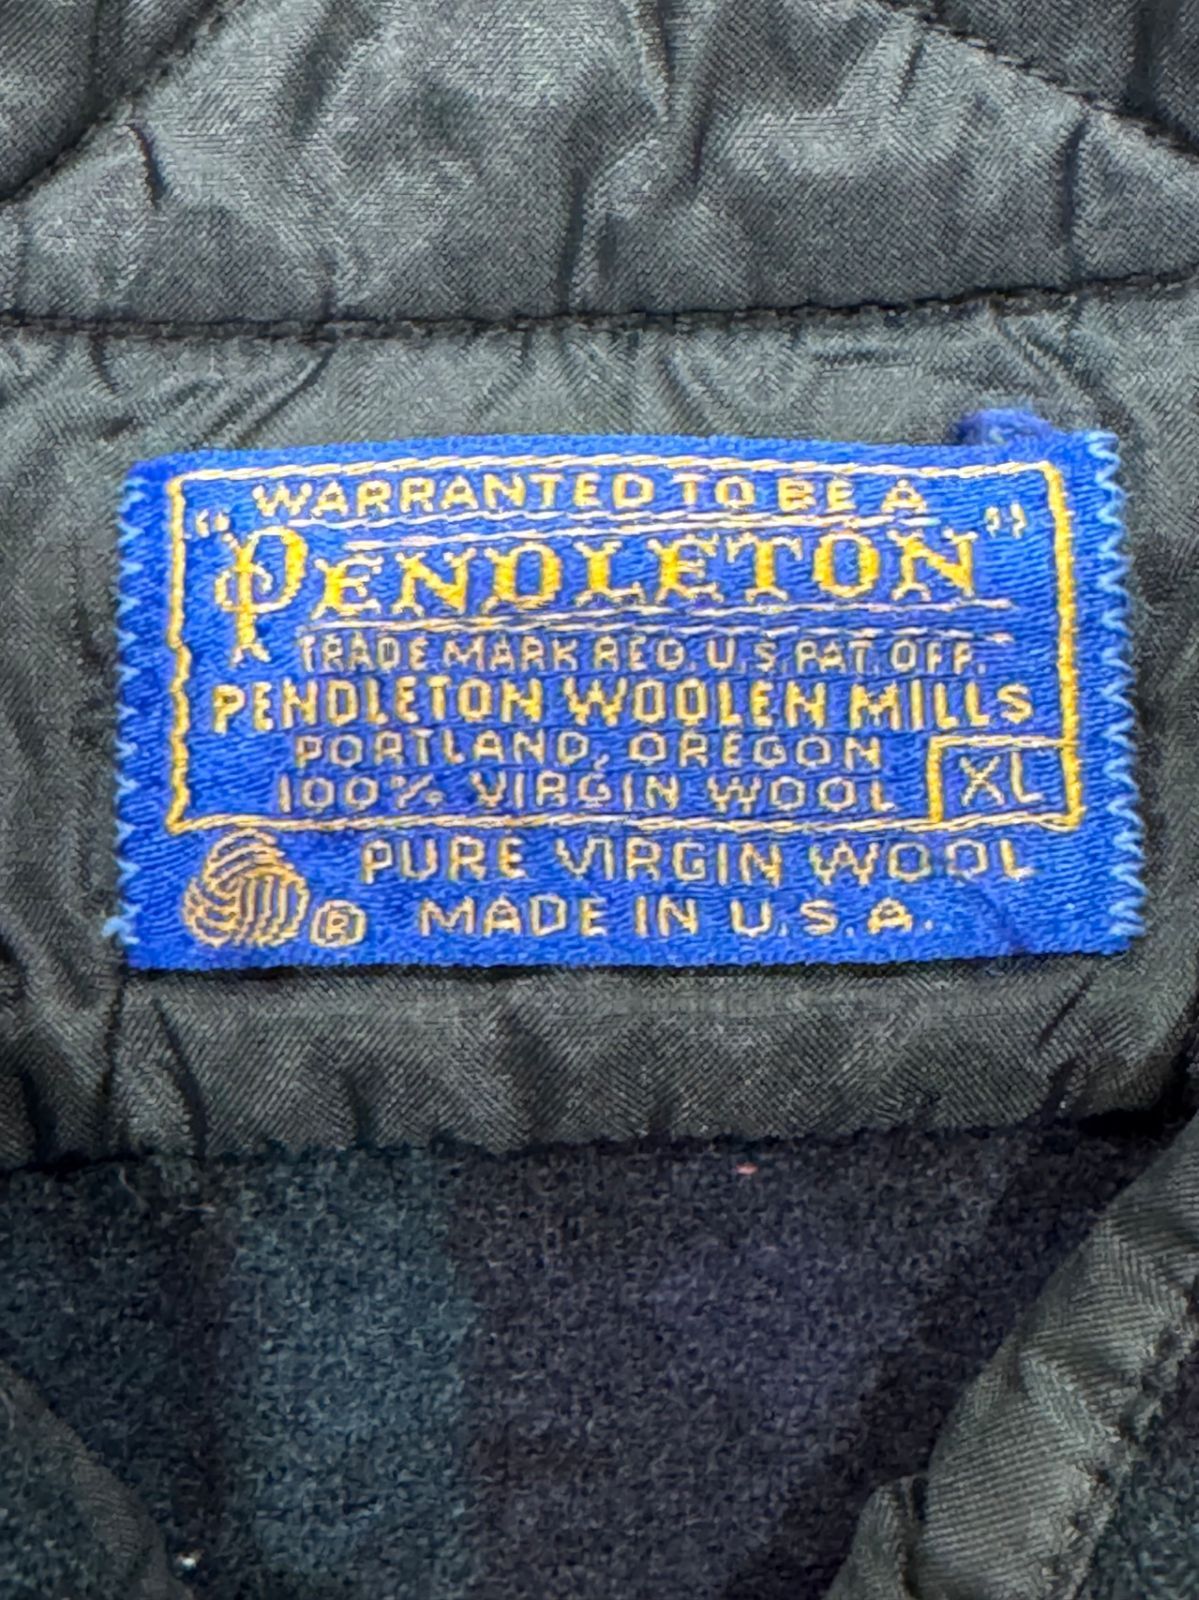 WARRANTED TO BE A
"PENDLETON"
TRADE MARK REG. U.S. PAT. OFF.
PENDLETON WOOLEN MILLS
PORTLAND, OREGON
100% VIRGIN WOOL
XL
PURE VIRGIN WOOL
® MADE IN U.S.A.